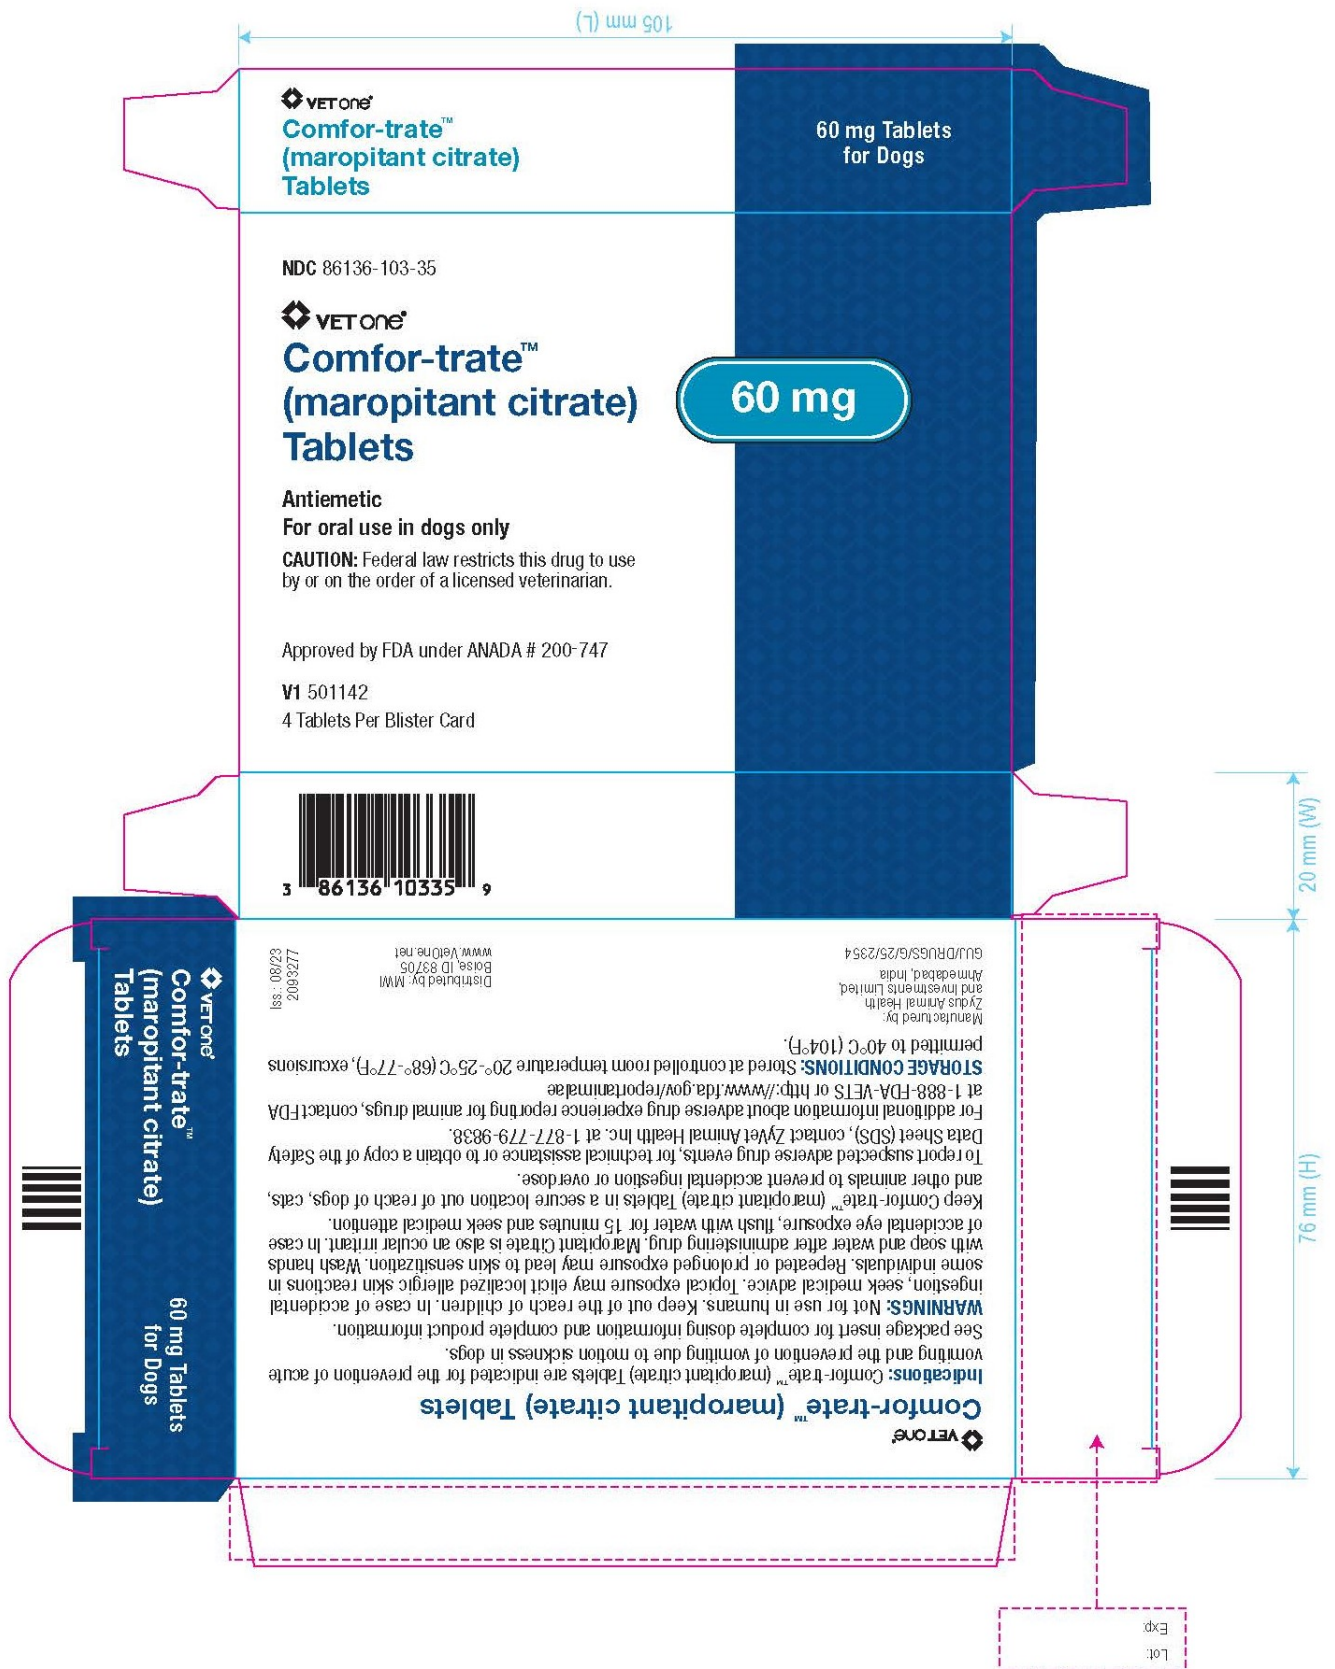 105 mm (L)
VET one®
Comfor-trate™
(maropitant citrate)
Tablets
60 mg Tablets
for Dogs
NDC 86136-103-35
VET one®
Comfor-trate™
(maropitant citrate)
Tablets
60 mg
Antiemetic
For oral use in dogs only
CAUTION: Federal law restricts this drug to use
by or on the order of a licensed veterinarian.
Approved by FDA under ANADA # 200-747
V1 501142
4 Tablets Per Blister Card
3 86136 10335 9
20 mm (W)
76 mm (H)
VET one®
Comfor-trate™
(maropitant citrate)
Tablets
60 mg Tablets
for Dogs
VET one®
Comfor-trate™ (maropitant citrate) Tablets
Indications: Comfor-trate™ (maropitant citrate) Tablets are indicated for the prevention of acute
vomiting and the prevention of vomiting due to motion sickness in dogs.
See package insert for complete dosing information and complete product information.
WARNINGS: Not for use in humans. Keep out of the reach of children. In case of accidental
ingestion, seek medical advice. Topical exposure may elicit localized allergic skin reactions in
some individuals. Repeated or prolonged exposure may lead to skin sensitization. Wash hands
with soap and water after administering drug. Maropitant Citrate is also an ocular irritant. In case
of accidental eye exposure, flush with water for 15 minutes and seek medical attention.
Keep Comfor-trate™ (maropitant citrate) Tablets in a secure location out of reach of dogs, cats,
and other animals to prevent accidental ingestion or overdose.
To report suspected adverse drug events, for technical assistance or to obtain a copy of the Safety
Data Sheet (SDS), contact ZyVet Animal Health Inc. at 1-877-779-9838.
For additional information about adverse drug experience reporting for animal drugs, contact FDA
at 1-888-FDA-VETS or http://www.fda.gov/reportanimalae
STORAGE CONDITIONS: Stored at controlled room temperature 20°-25°C (68°-77°F), excursions
permitted to 40°C (104°F).
Manufactured by:
Zydus Animal Health
and Investments Limited,
Ahmedabad, India
GUJ/DRUGS/G/25/2354
Distributed by: MWI
Boise, ID 83705
www.VetOne.net
Iss.: 08/23
2093277
Lot:
Exp: